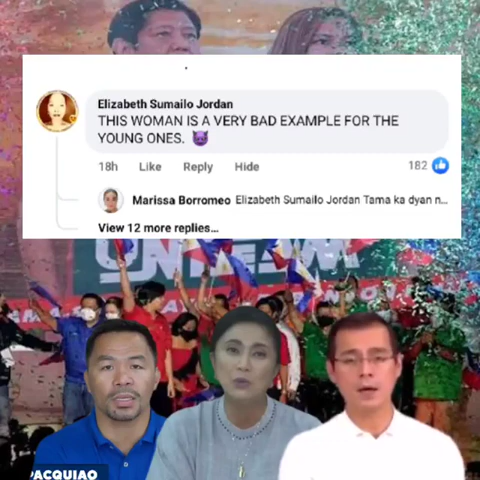 Elizabeth Sumailo Jordan
THIS WOMAN IS A VERY BAD EXAMPLE FOR THE
YOUNG ONES. 😈
18h Like Reply Hide 182
Marissa Borromeo Elizabeth Sumailo Jordan Tama ka dyan n...
View 12 more replies...
PACQUIAO